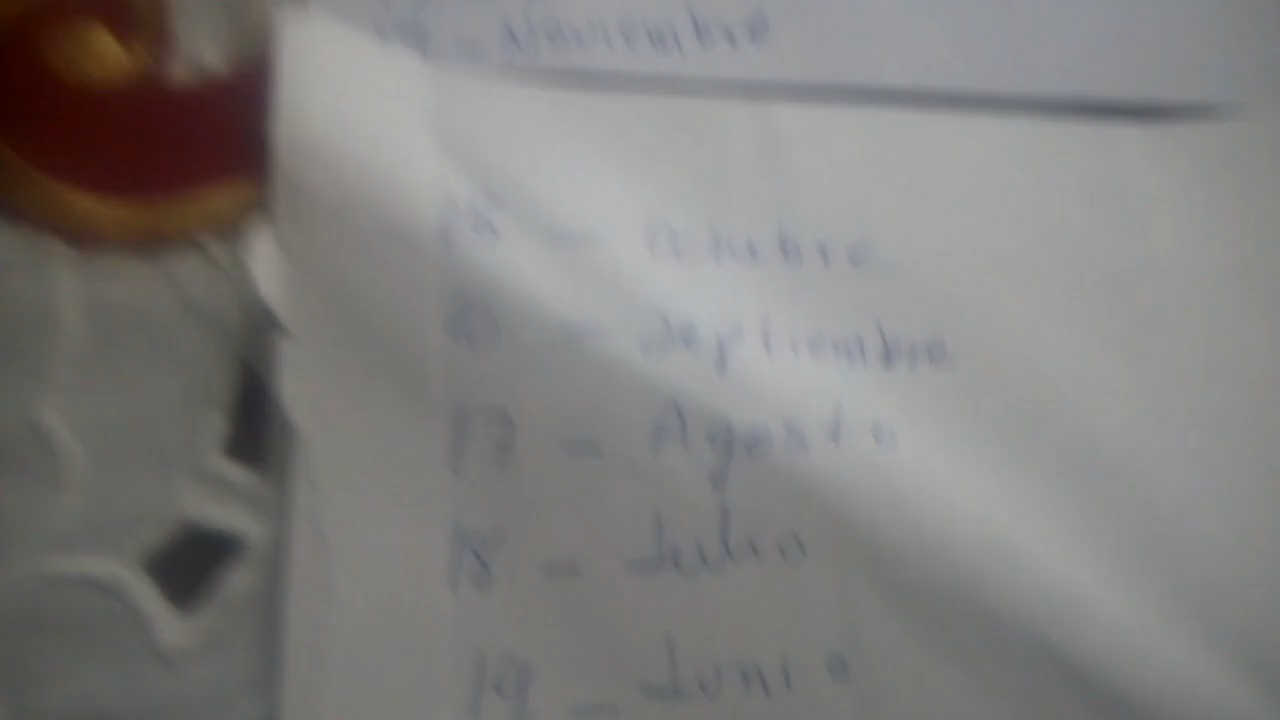 - Noviembre
- Octubre
- Septiembre
17 - Agosto
18 - Julio
19 - Junio